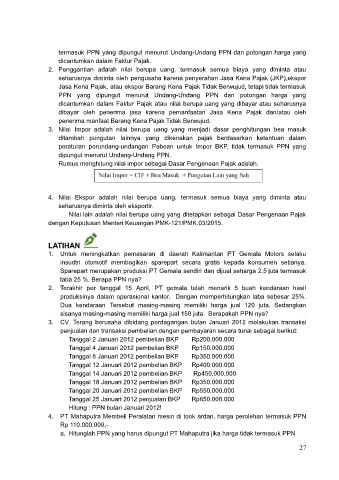 termasuk PPN yang dipungut menurut Undang-Undang PPN dan potongan harga yang
dicantumkan dalam Faktur Pajak.
2. Penggantian adalah nilai berupa uang, termasuk semua biaya yang diminta atau
seharusnya diminta oleh pengusaha karena penyerahan Jasa Kena Pajak (JKP),ekspor
Jasa Kena Pajak, atau ekspor Barang Kena Pajak Tidak Berwujud, tetapi tidak termasuk
PPN yang dipungut menurut Undang-Undang PPN dan potongan harga yang
dicantumkan dalam Faktur Pajak atau nilai berupa uang yang dibayar atau seharusnya
dibayar oleh penerima jasa karena pemanfaatan Jasa Kena Pajak dan/atau oleh
penerima manfaat Barang Kena Pajak Tidak Berwujud.
3. Nilai Impor adalah nilai berupa uang yang menjadi dasar penghitungan bea masuk
ditambah pungutan lainnya yang dikenakan pajak berdasarkan ketentuan dalam
peraturan perundang-undangan Pabean untuk Impor BKP, tidak termasuk PPN yang
dipungut menurut Undang-Undang PPN.
Rumus menghitung nilai impor sebagai Dasar Pengenaan Pajak adalah:
Nilai Impor = CIF + Bea Masuk + Pungutan Lain yang Sah
4. Nilai Ekspor adalah nilai berupa uang, termasuk semua biaya yang diminta atau
seharusnya diminta oleh eksportir.
Nilai lain adalah nilai berupa uang yang ditetapkan sebagai Dasar Pengenaan Pajak
dengan Keputusan Menteri Keuangan PMK-121/PMK.03/2015.
LATIHAN
1. Untuk meningkatkan pemasaran di daerah Kalimantan PT Gemala Motors selaku
insudtri otomotif membagikan sparepart secara gratis kepada konsumen setianya.
Sparepart merupakan produksi PT Gemala sendiri dan dijual seharga 2.5 juta termasuk
laba 25 %. Berapa PPN nya?
2. Terakhir per tanggal 15 April, PT gemala telah menarik 5 buah kendaraan hasil
produksinya dalam operasional kantor. Dengan memperhitungkan laba sebesar 25%.
Dua kendaraan Tersebut masing-masing memiliki harga jual 120 juta. Sedangkan
sisanya masing-masing memiliki harga jual 150 juta. Berapakah PPN nya?
3. CV. Terang berusaha dibidang perdagangan bulan Januari 2012 melakukan transaksi
penjualan dan transaksi pembelian dengan pembayaran secara tunai sebagai berikut:
Tanggal 2 Januari 2012 pembelian BKP Rp200.000.000
Tanggal 4 Januari 2012 pembelian BKP Rp150.000.000
Tanggal 8 Januari 2012 pembelian BKP Rp350.000.000
Tanggal 12 Januari 2012 pembelian BKP Rp400.000.000
Tanggal 14 Januari 2012 pembelian BKP Rp450.000.000
Tanggal 18 Januari 2012 pembelian BKP Rp350.000.000
Tanggal 20 Januari 2012 pembelian BKP Rp550.000.000
Tanggal 25 Januari 2012 penjualan BKP Rp650.000.000
Hitung : PPN bulan Januari 2012!
4. PT Mahaputra Membeli Peralatan mesin di took ardan, harga perolehan termasuk PPN
Rp 110.000.000,-
a. Hitunglah PPN yang harus dipungut PT Mahaputra jika harga tidak termasuk PPN
27